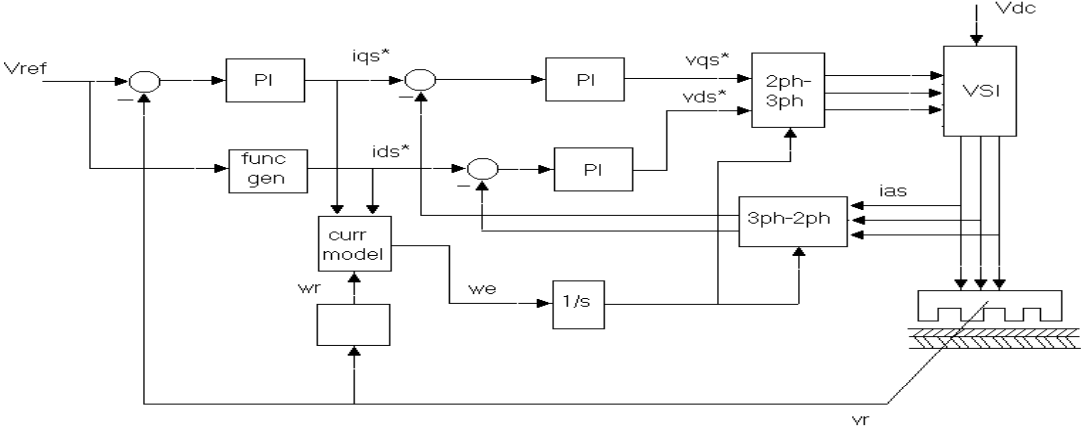 Vdc
Vref
PI
iqs*
PI
vqs*
2ph-
3ph
VSI
vds*
func
gen
ids*
PI
ias
3ph-2ph
curr
model
wr
we
1/s
vr